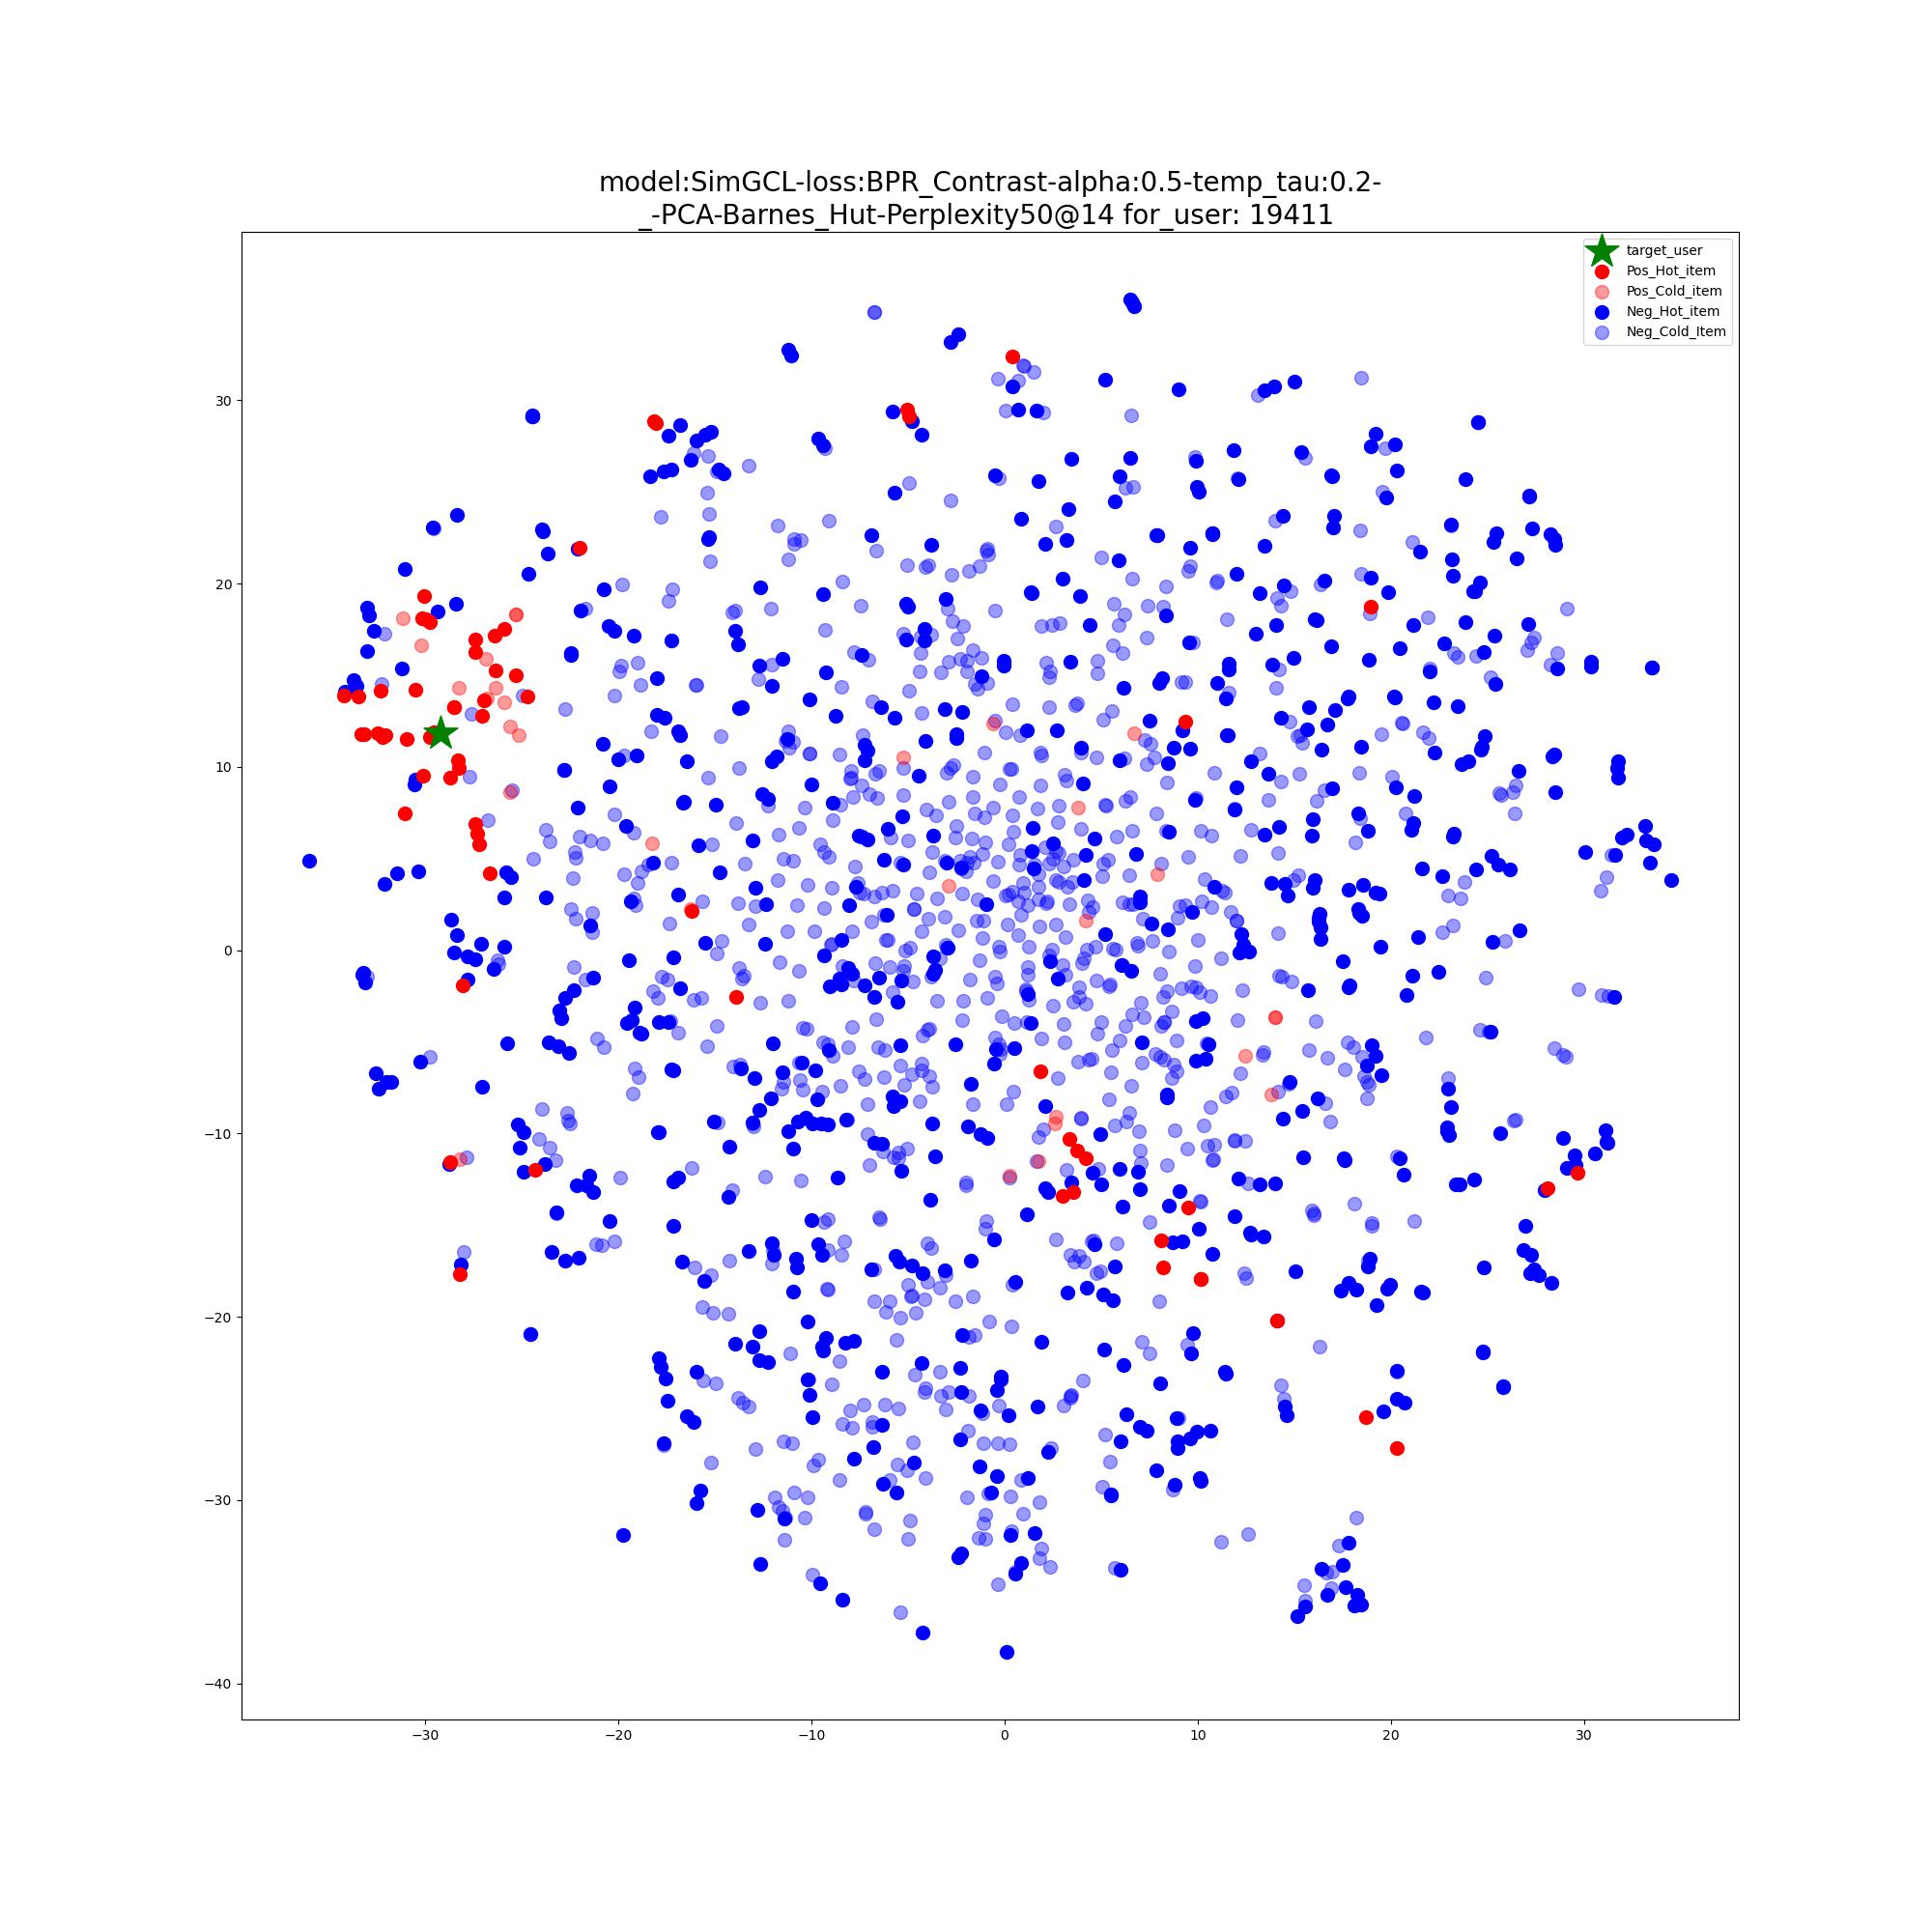 model:SimGCL-loss:BPR_Contrast-alpha:0.5-temp_tau:0.2-
_-PCA-Barnes_Hut-Perplexity50@14 for_user: 19411
target_user
Pos_Hot_item
Pos_Cold_item
Neg_Hot_item
Neg_Cold_Item
30
20
10
0
−10
−20
−30
−40
−30 −20 −10 0 10 20 30